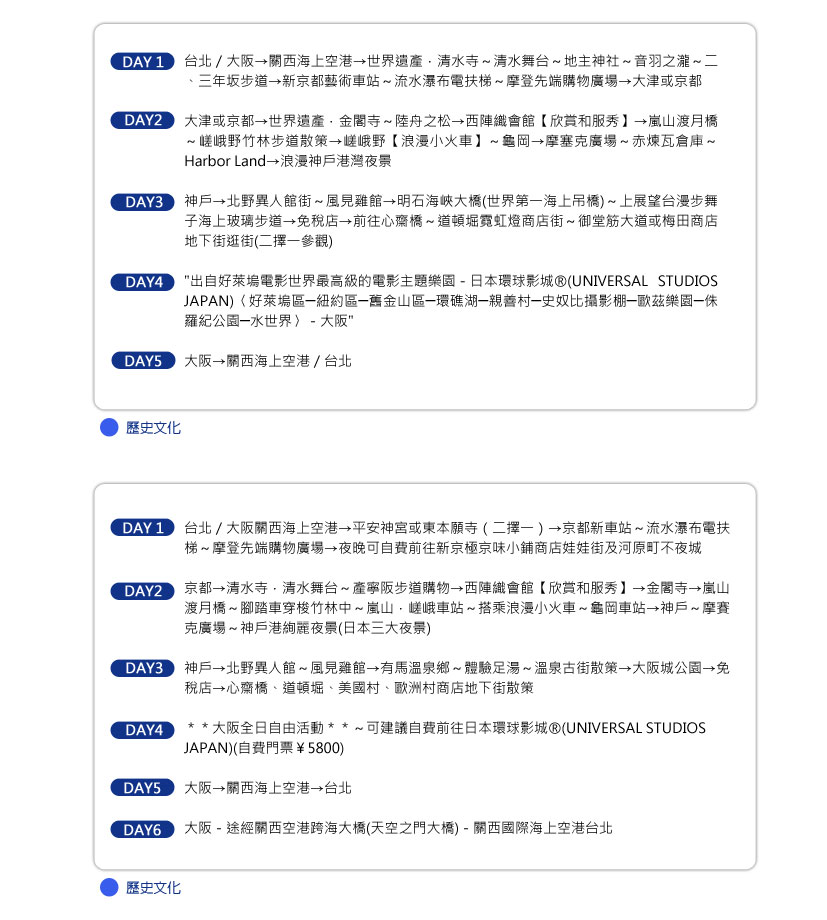 DAY 1 台北 / 大阪→關西海上空港→世界遺產．清水寺～清水舞台～地主神社～音羽之瀧～二
、三年坂步道→新京都藝術車站～流水瀑布電扶梯～摩登先端購物廣場→大津或京都
DAY2 大津或京都→世界遺產．金閣寺～陸舟之松→西陣織會館【欣賞和服秀】→嵐山渡月橋
～嵯峨野竹林步道散策→嵯峨野【浪漫小火車】～龜岡→摩塞克廣場～赤煉瓦倉庫～
Harbor Land→浪漫神戶港灣夜景
DAY3 神戶→北野異人館街～風見雞館→明石海峽大橋(世界第一海上吊橋)～上展望台漫步舞
子海上玻璃步道→免稅店→前往心齋橋～道頓堀霓虹燈商店街～御堂筋大道或梅田商店
地下街逛街(二擇一參觀)
DAY4 "出自好萊塢電影世界最高級的電影主題樂園－日本環球影城®(UNIVERSAL STUDIOS
JAPAN)〈好萊塢區─紐約區─舊金山區─環礁湖─親善村─史奴比攝影棚─歐茲樂園─侏
羅紀公園─水世界〉－大阪"
DAY5 大阪→關西海上空港 / 台北
歷史文化
DAY 1 台北 / 大阪關西海上空港→平安神宮或東本願寺（二擇一）→京都新車站～流水瀑布電扶
梯～摩登先端購物廣場→夜晚可自費前往新京極京味小鋪商店娃娃街及河原町不夜城
DAY2 京都→清水寺．清水舞台～產寧阪步道購物→西陣織會館【欣賞和服秀】→金閣寺→嵐山
渡月橋～腳踏車穿梭竹林中～嵐山．嵯峨車站～搭乘浪漫小火車～龜岡車站→神戶～摩賽
克廣場～神戶港絢麗夜景(日本三大夜景)
DAY3 神戶→北野異人館～風見雞館→有馬溫泉鄉～體驗足湯～溫泉古街散策→大阪城公園→免
稅店→心齋橋、道頓堀、美國村、歐洲村商店地下街散策
DAY4 ＊＊大阪全日自由活動＊＊～可建議自費前往日本環球影城®(UNIVERSAL STUDIOS
JAPAN)(自費門票￥5800)
DAY5 大阪→關西海上空港→台北
DAY6 大阪－途經關西空港跨海大橋(天空之門大橋)－關西國際海上空港台北
歷史文化